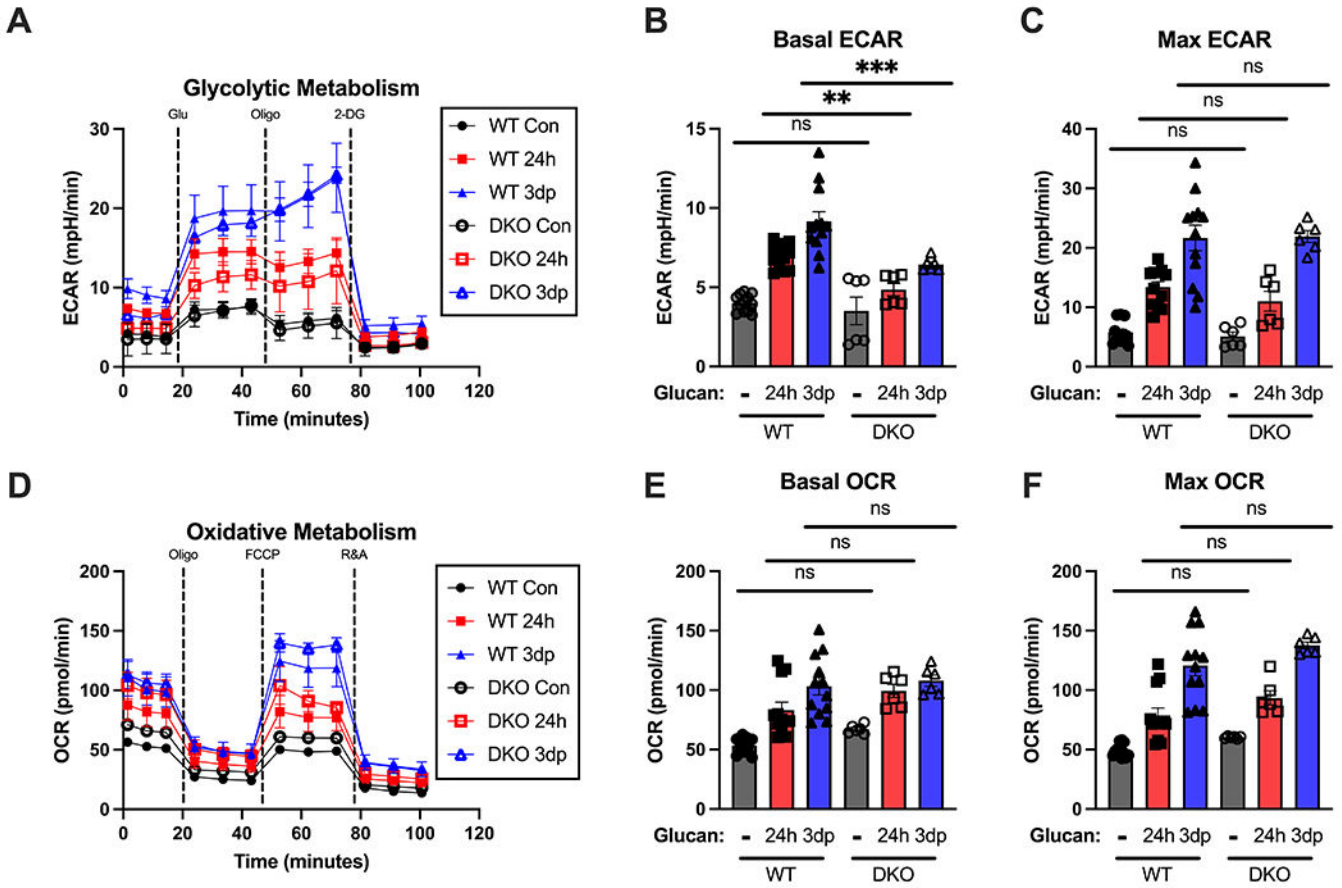 A
Glycolytic Metabolism
Glu Oligo 2-DG
ECAR (mpH/min)
30
20
10
0
0 20 40 60 80 100 120
Time (minutes)
WT Con
WT 24h
WT 3dp
DKO Con
DKO 24h
DKO 3dp
B
Basal ECAR
***
**
ns
ECAR (mpH/min)
15
10
5
0
Glucan: - 24h 3dp - 24h 3dp
WT DKO
C
Max ECAR
ns
ns
ns
ECAR (mpH/min)
40
30
20
10
0
- 24h 3dp - 24h 3dp
WT DKO
D
Oxidative Metabolism
Oligo FCCP R&A
OCR (pmol/min)
200
150
100
50
0
0 20 40 60 80 100 120
Time (minutes)
WT Con
WT 24h
WT 3dp
DKO Con
DKO 24h
DKO 3dp
E
Basal OCR
ns
ns
ns
OCR (pmol/min)
200
150
100
50
0
Glucan: - 24h 3dp - 24h 3dp
WT DKO
F
Max OCR
ns
ns
ns
OCR (pmol/min)
200
150
100
50
0
- 24h 3dp - 24h 3dp
WT DKO